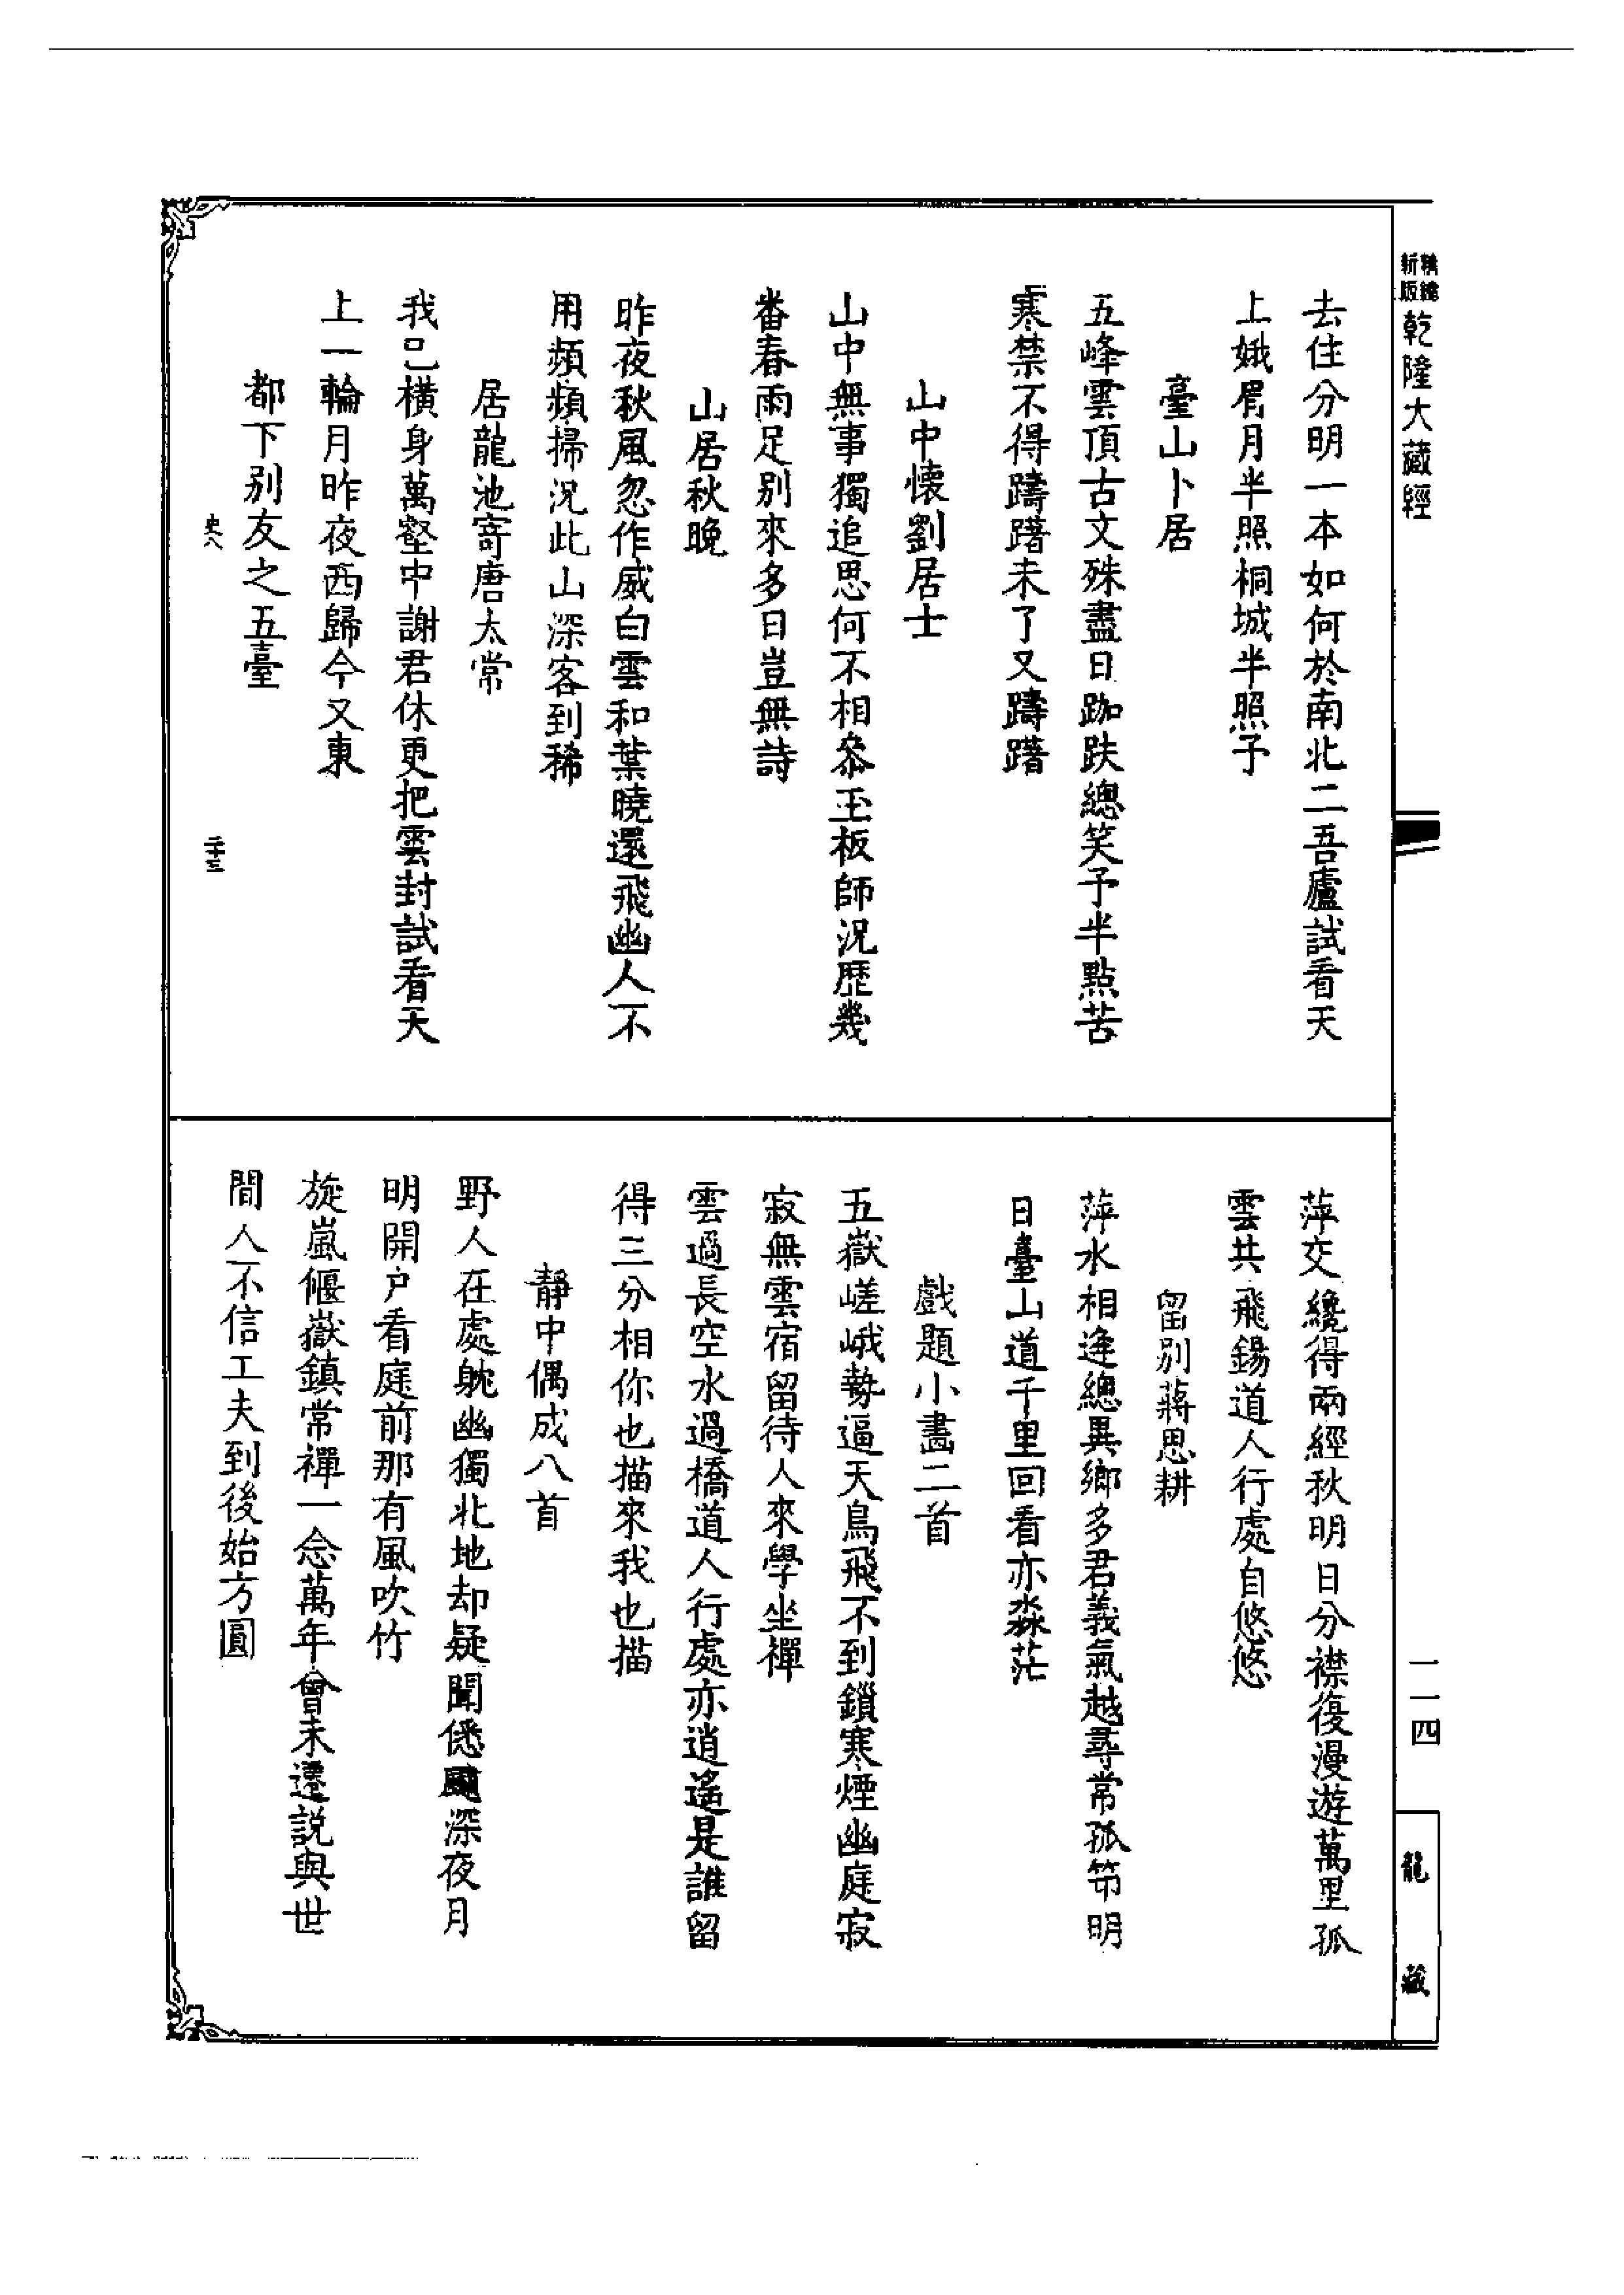 精繕
新版
乾隆大藏經
去住分明一本如何於南北二吾廬試看天
上娥眉月半照桐城半照予
臺山卜居
五峰雲頂古文殊盡日跏趺總笑予半點苦
寒禁不得躊躇未了又躊躇
山中懷劉居士
山中無事獨追思何不相叅玉板師況歷幾
番春雨足別來多日豈無詩
山居秋晚
昨夜秋風忽作威白雲和葉曉還飛幽人不
用頻頻掃況此山深客到稀
居龍池寄唐太常
我已橫身萬壑中謝君休更把雲封試看天
上一輪月昨夜西歸今又東
都下別友之五臺
史八
二十三
萍交纔得兩經秋明日分襟復漫遊萬里孤
雲共飛錫道人行處自悠悠
留別蔣思耕
萍水相逢總異鄉多君義氣越尋常孤筇明
日臺山道千里回看亦淼茫
戲題小畫二首
五嶽嵯峨勢逼天鳥飛不到鎖寒煙幽庭寂
寂無雲宿留待人來學坐禪
雲過長空水過橋道人行處亦逍遙是誰留
得三分相你也描來我也描
靜中偶成八首
野人在處躭幽獨北地却疑聞僁深夜月
明開戶看庭前那有風吹竹
旋嵐偃嶽鎮常禪一念萬年曾未遷說與世
間人不信工夫到後始方圓
一一四
龍藏